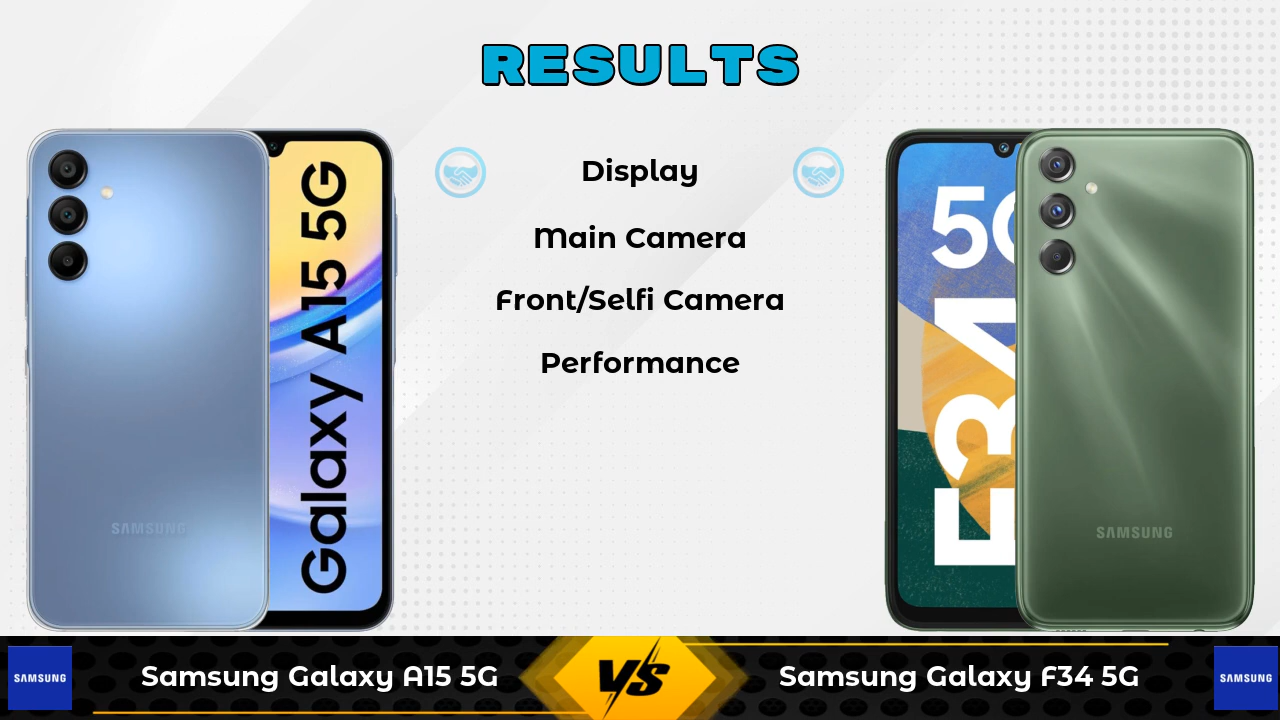 RESULTS
Display
Main Camera
Front/Selfi Camera
Performance
SAMSUNG
Galaxy A15 5G
F34 5G
SAMSUNG
SAMSUNG
Samsung Galaxy A15 5G
VS
Samsung Galaxy F34 5G
SAMSUNG